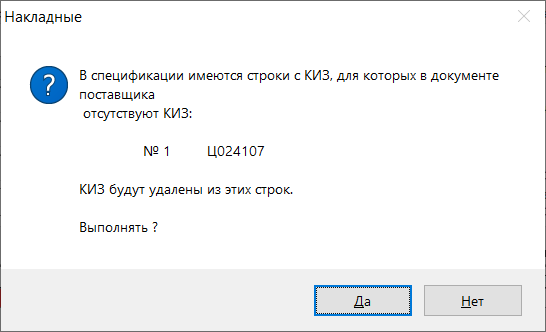 Накладные
В спецификации имеются строки с КИЗ, для которых в документе
поставщика
отсутствуют КИЗ:
№ 1 Ц024107
КИЗ будут удалены из этих строк.
Выполнять ?
Да Нет